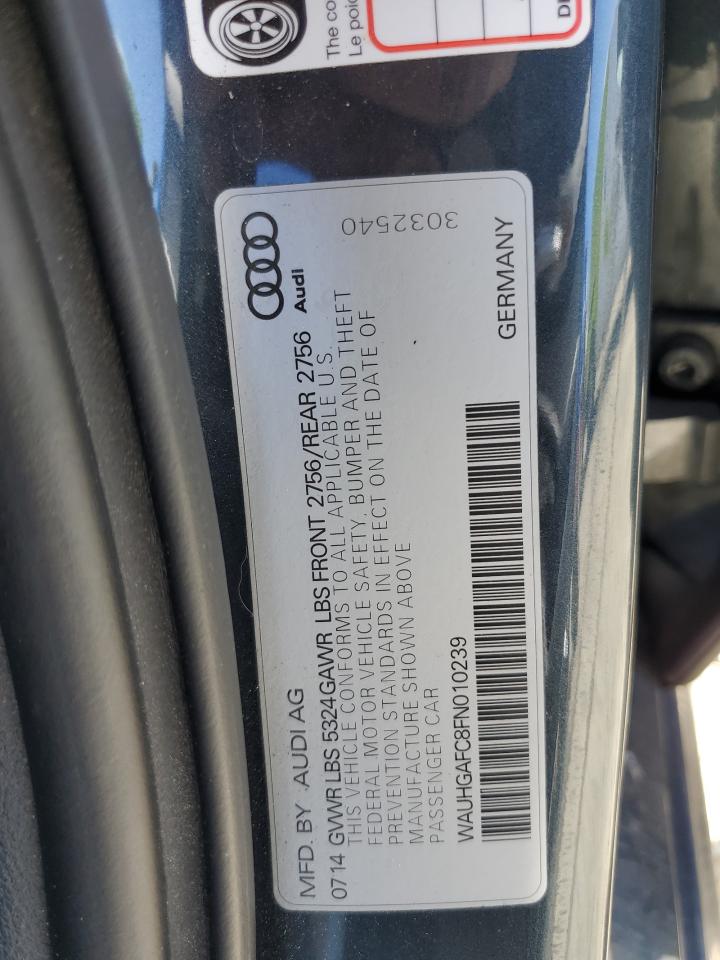 The co
Le poid
DE
Audi
3032540
MFD. BY AUDI AG
0714 GVWR LBS 5324 GAWR LBS FRONT 2756/REAR 2756
THIS VEHICLE CONFORMS TO ALL APPLICABLE U.S.
FEDERAL MOTOR VEHICLE SAFETY, BUMPER AND THEFT
PREVENTION STANDARDS IN EFFECT ON THE DATE OF
MANUFACTURE SHOWN ABOVE
PASSENGER CAR
WAUHGAFC8FN010239
GERMANY